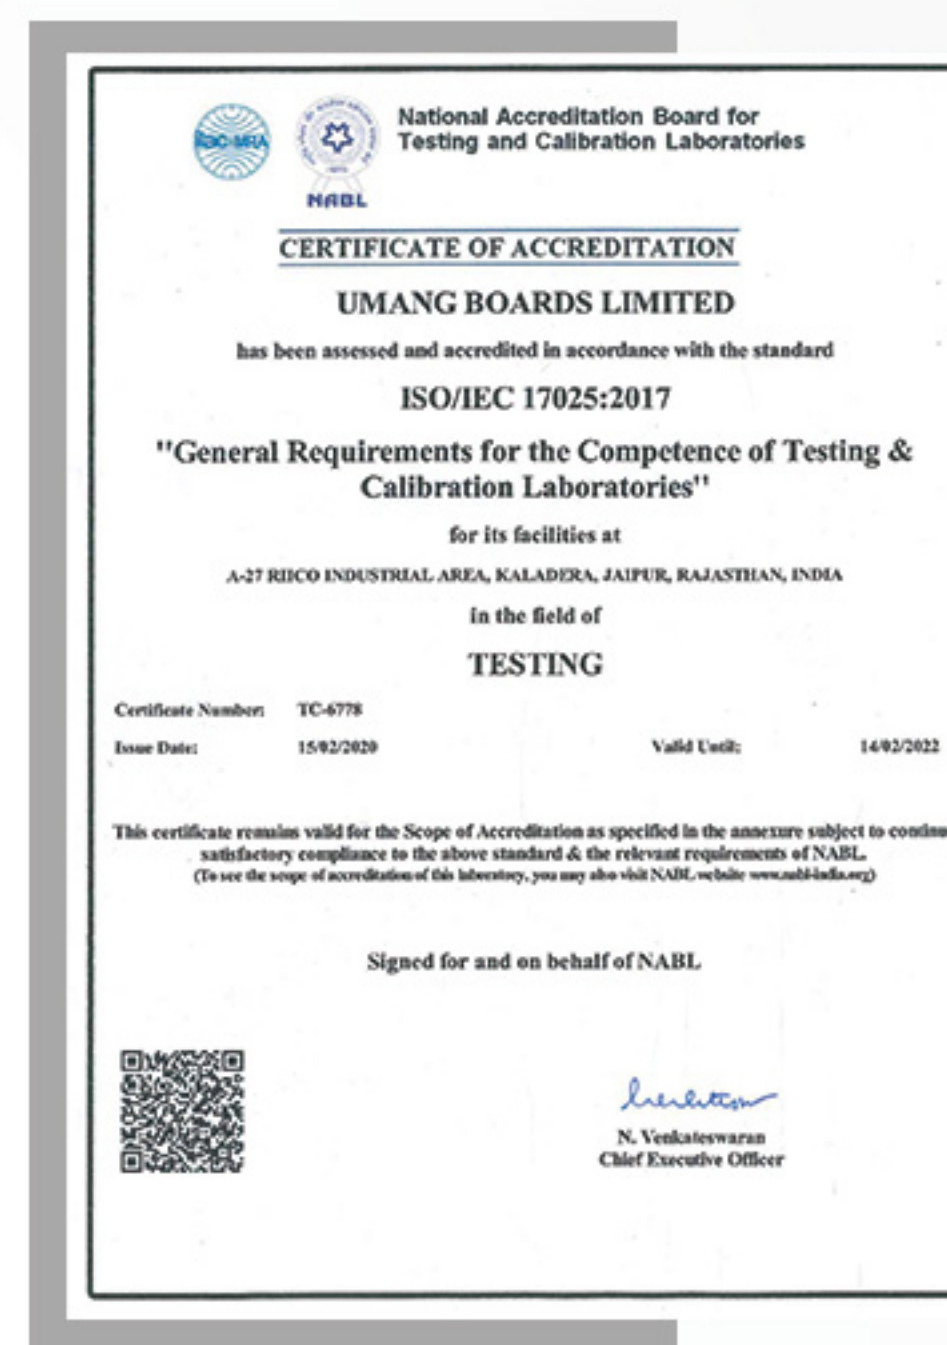 ilac-MRA
NABL
National Accreditation Board for
Testing and Calibration Laboratories
CERTIFICATE OF ACCREDITATION
UMANG BOARDS LIMITED
has been assessed and accredited in accordance with the standard
ISO/IEC 17025:2017
"General Requirements for the Competence of Testing &
Calibration Laboratories"
for its facilities at
A-27 RIICO INDUSTRIAL AREA, KALADERA, JAIPUR, RAJASTHAN, INDIA
in the field of
TESTING
Certificate Number: TC-6778
Issue Date: 15/02/2020 Valid Until: 14/02/2022
This certificate remains valid for the Scope of Accreditation as specified in the annexure subject to continu
satisfactory compliance to the above standard & the relevant requirements of NABL.
(To see the scope of accreditation of this laboratory, you may also visit NABL website www.nabl-india.org)
Signed for and on behalf of NABL
N. Venkateswaran
Chief Executive Officer